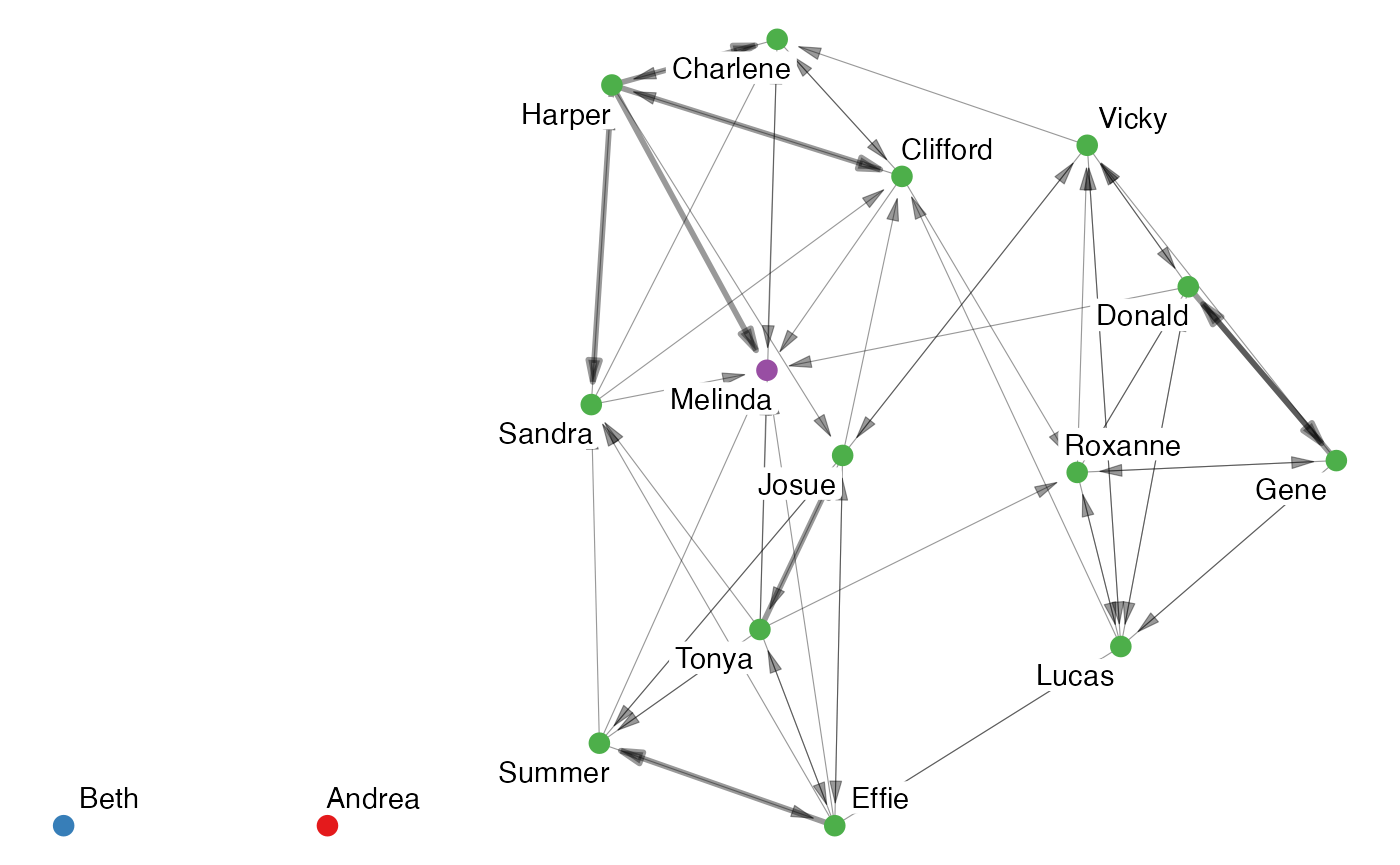 Charlene
Harper
Vicky
Clifford
Donald
Melinda
Sandra
Roxanne
Josue
Gene
Tonya
Lucas
Summer
Beth
Andrea
Effie